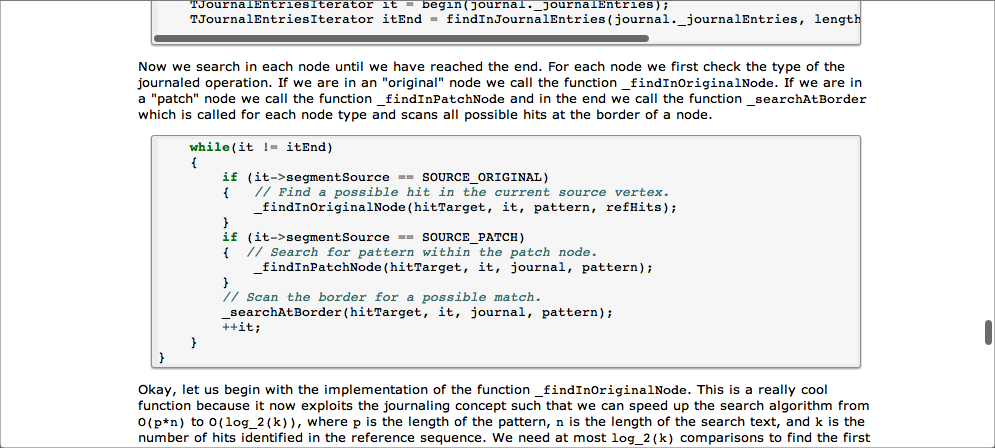 TJournalEntriesIterator it = begin(journal._journalEntries);
TJournalEntriesIterator itEnd = findInJournalEntries(journal._journalEntries, length
Now we search in each node until we have reached the end. For each node we first check the type of the
journaled operation. If we are in an "original" node we call the function _findInOriginalNode. If we are in
a "patch" node we call the function _findInPatchNode and in the end we call the function _searchAtBorder
which is called for each node type and scans all possible hits at the border of a node.
while(it != itEnd)
{
if (it->segmentSource == SOURCE_ORIGINAL)
{ // Find a possible hit in the current source vertex.
_findInOriginalNode(hitTarget, it, pattern, refHits);
}
if (it->segmentSource == SOURCE_PATCH)
{ // Search for pattern within the patch node.
_findInPatchNode(hitTarget, it, journal, pattern);
}
// Scan the border for a possible match.
_searchAtBorder(hitTarget, it, journal, pattern);
++it;
}
}
Okay, let us begin with the implementation of the function _findInOriginalNode. This is a really cool
function because it now exploits the journaling concept such that we can speed up the search algorithm from
O(p*n) to O(log_2(k)), where p is the length of the pattern, n is the length of the search text, and k is the
number of hits identified in the reference sequence. We need at most log_2(k) comparisons to find the first